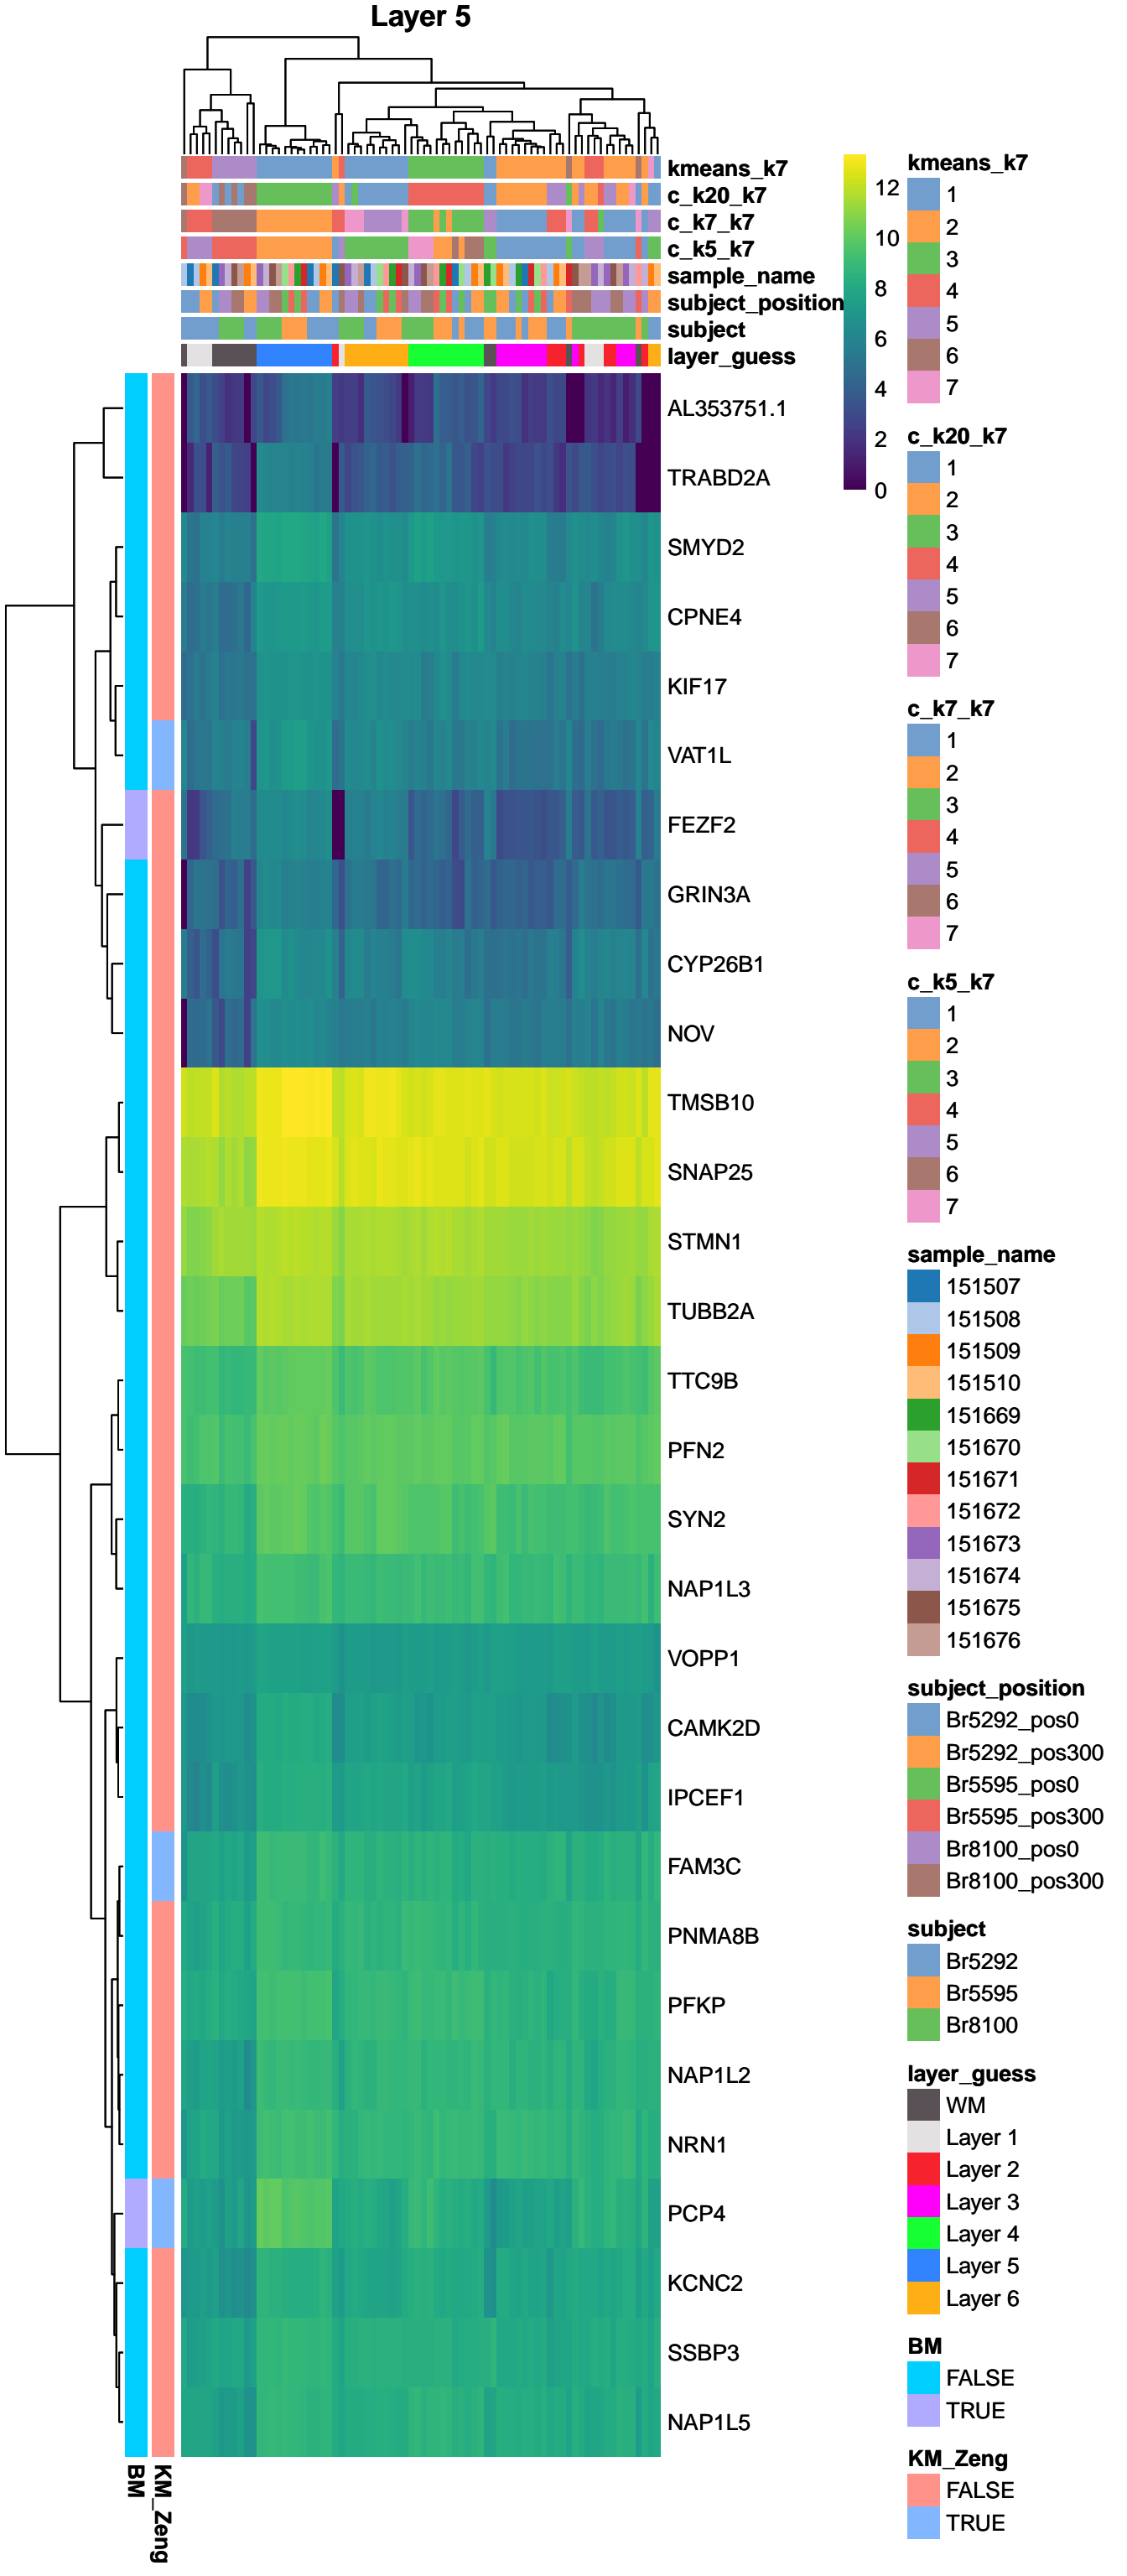 Layer 5
kmeans_k7
c_k20_k7
c_k7_k7
c_k5_k7
sample_name
subject_position
subject
layer_guess
AL353751.1
TRABD2A
SMYD2
CPNE4
KIF17
VAT1L
FEZF2
GRIN3A
CYP26B1
NOV
TMSB10
SNAP25
STMN1
TUBB2A
TTC9B
PFN2
SYN2
NAP1L3
VOPP1
CAMK2D
IPCEF1
FAM3C
PNMA8B
PFKP
NAP1L2
NRN1
PCP4
KCNC2
SSBP3
NAP1L5
BM
KM_Zeng
12
10
8
6
4
2
0
kmeans_k7
1
2
3
4
5
6
7
c_k20_k7
1
2
3
4
5
6
7
c_k7_k7
1
2
3
4
5
6
7
c_k5_k7
1
2
3
4
5
6
7
sample_name
151507
151508
151509
151510
151669
151670
151671
151672
151673
151674
151675
151676
subject_position
Br5292_pos0
Br5292_pos300
Br5595_pos0
Br5595_pos300
Br8100_pos0
Br8100_pos300
subject
Br5292
Br5595
Br8100
layer_guess
WM
Layer 1
Layer 2
Layer 3
Layer 4
Layer 5
Layer 6
BM
FALSE
TRUE
KM_Zeng
FALSE
TRUE